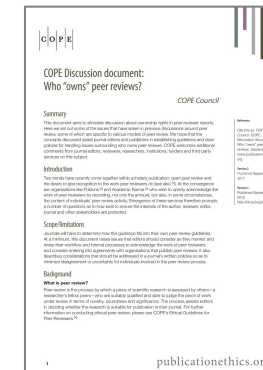 C O P E
COPE Discussion document:
Who "owns" peer reviews?
COPE Council
Summary
This document aims to stimulate discussion about ownership rights in peer reviewer reports.
Here we set out some of the issues that have arisen in previous discussions around peer
review, some of which are specific to various models of peer review. We hope that the
concepts discussed assist journal editors and publishers in establishing guidelines and clear
policies for handling issues surrounding who owns peer reviews. COPE welcomes additional
comments from journal editors, reviewers, researchers, institutions, funders and third party
services on the subject.
Introduction
Two trends have recently come together within scholarly publication: open peer review and
the desire to give recognition to the work peer reviewers do (see also
). At the convergence
are organisations like Publons
and Academic Karma
who wish to openly acknowledge the
work of peer reviewers by recording, not only the amount, but also, in some circumstances,
the content of individuals' peer review activity. Emergence of these services therefore prompts
a number of questions as to how best to ensure the interests of the author, reviewer, editor,
journal and other stakeholders are protected.
Scope/limitations
Journals will have to determine how this guidance fits into their own peer review guidelines.
At a minimum, the discussions raised issues that editors should consider as they monitor and
revise their workflow and internal processes to acknowledge the work of peer reviewers
and consider entering into agreements with organisations that publish peer reviews. It also
describes considerations that should be addressed in a journal's written policies so as to
minimise disagreement or uncertainty for individuals involved in the peer review process.
Background
What is peer review?
Peer review is the process by which a piece of scientific research is assessed by others—a
researcher's fellow peers—who are suitably qualified and able to judge the piece of work
under review in terms of novelty, soundness and significance. The process assists editors
in deciding whether the research is suitable for publication in their journal. For further
information on conducting ethical peer review, please see COPE's Ethical Guidelines for
Peer Reviewers
Reference
Version 2
2017
Version 1
1
publicationethics.or